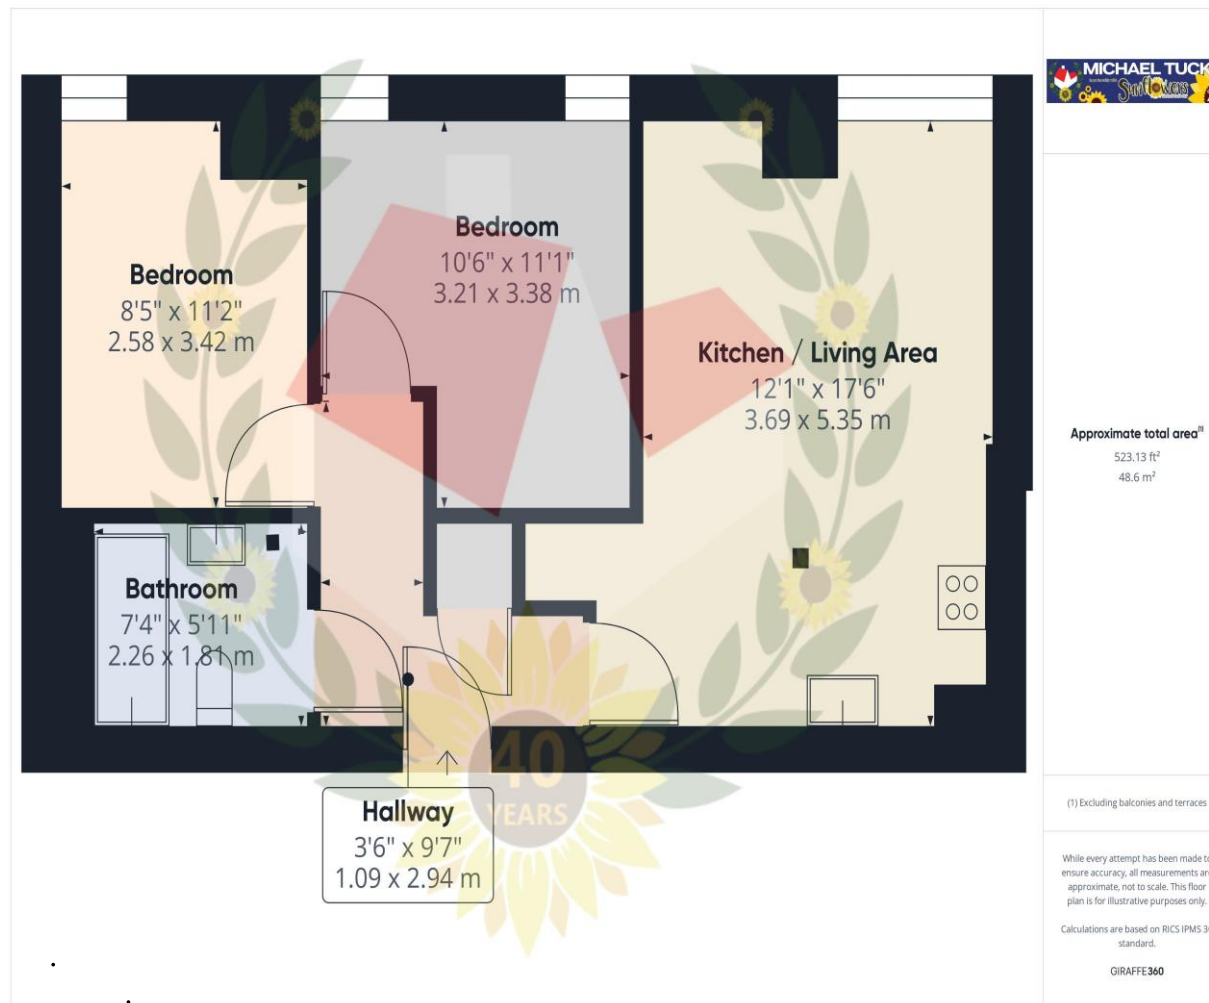 MICHAEL TUCK
Sunflowers
Bedroom
8'5" x 11'2"
2.58 x 3.42 m
Bedroom
10'6" x 11'1"
3.21 x 3.38 m
Kitchen / Living Area
12'1" x 17'6"
3.69 x 5.35 m
Bathroom
7'4" x 5'11"
2.26 x 1.81 m
Hallway
3'6" x 9'7"
1.09 x 2.94 m
40
YEARS
Approximate total area(1)
523.13 ft²
48.6 m²
(1) Excluding balconies and terraces
While every attempt has been made to
ensure accuracy, all measurements are
approximate, not to scale. This floor
plan is for illustrative purposes only.
Calculations are based on RICS IPMS 3
standard.
GIRAFFE360